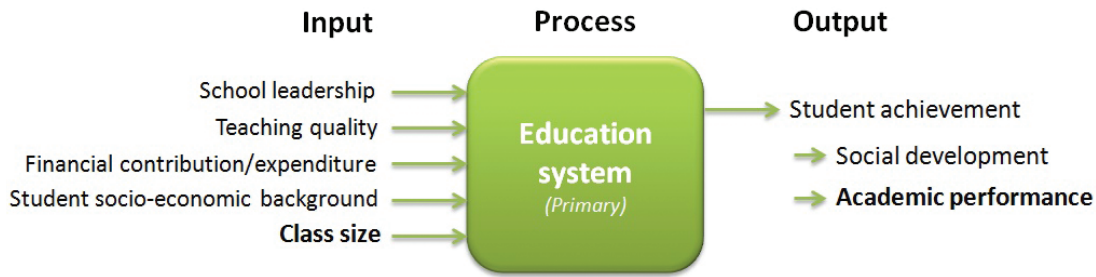 Input
Process
Output
School leadership
Teaching quality
Financial contribution/expenditure
Student socio-economic background
Class size
Education
system
(Primary)
Student achievement
Social development
Academic performance